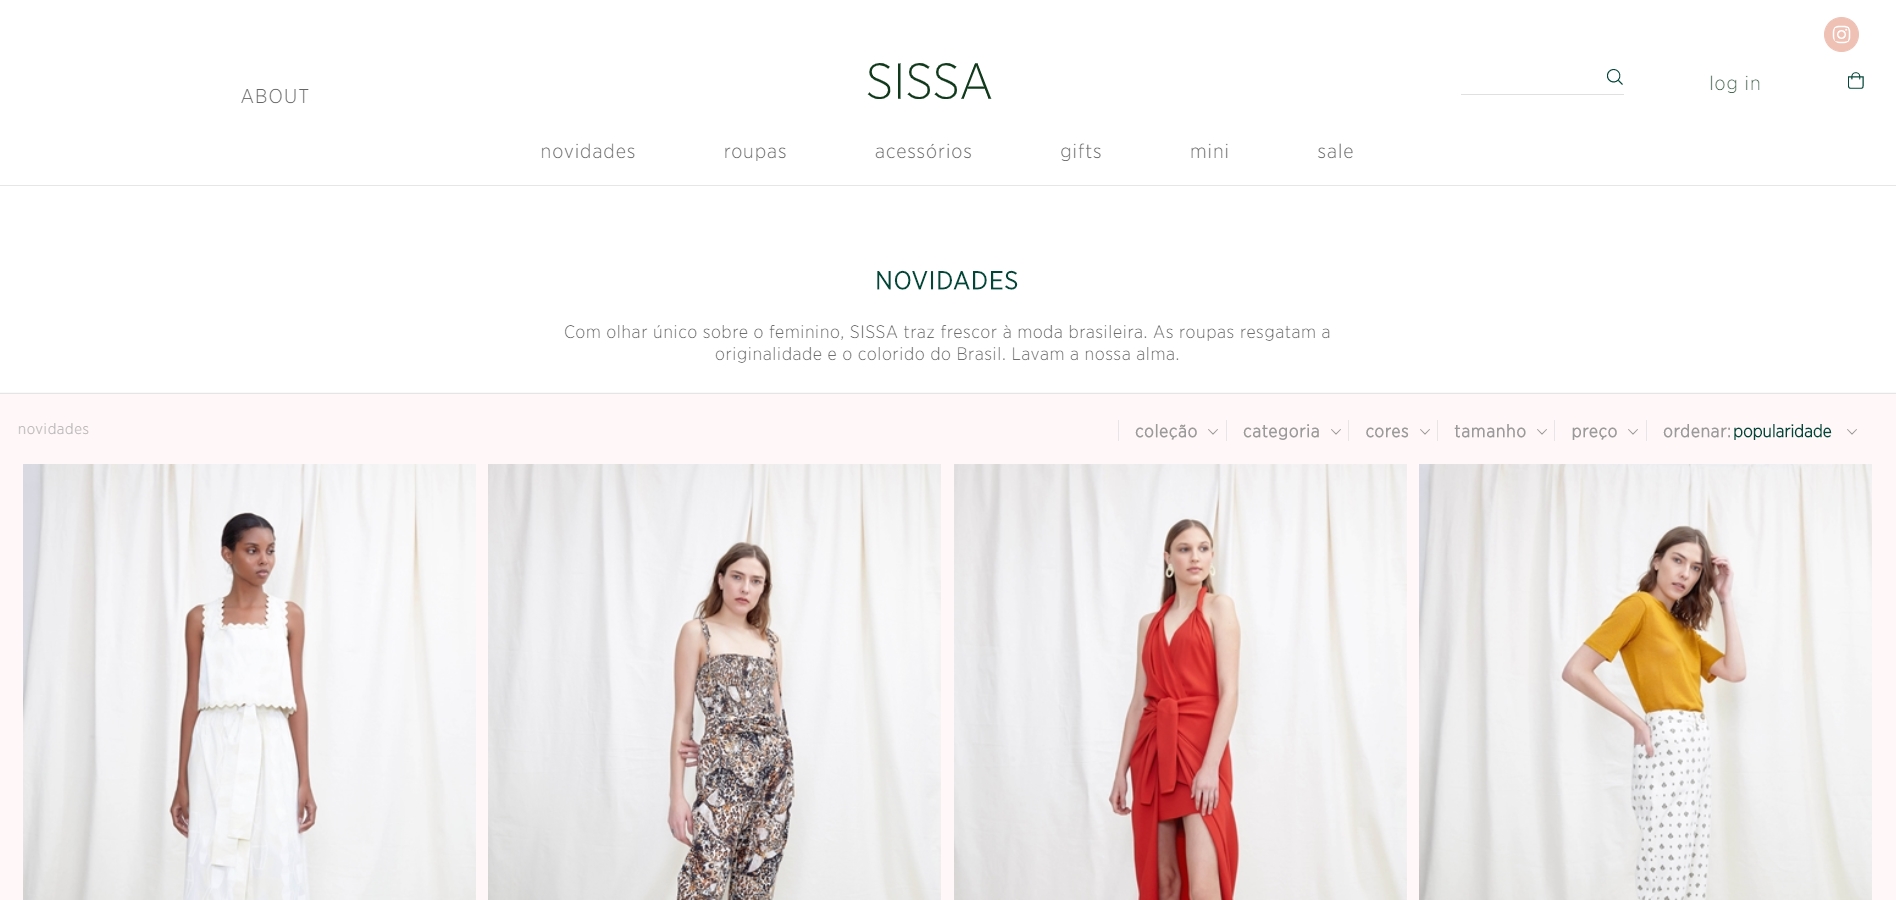 ABOUT
SISSA
log in
novidades roupas acessórios gifts mini sale
NOVIDADES
Com olhar único sobre o feminino, SISSA traz frescor à moda brasileira. As roupas resgatam a
originalidade e o colorido do Brasil. Lavam a nossa alma.
novidades
coleção categoria cores tamanho preço ordenar: popularidade